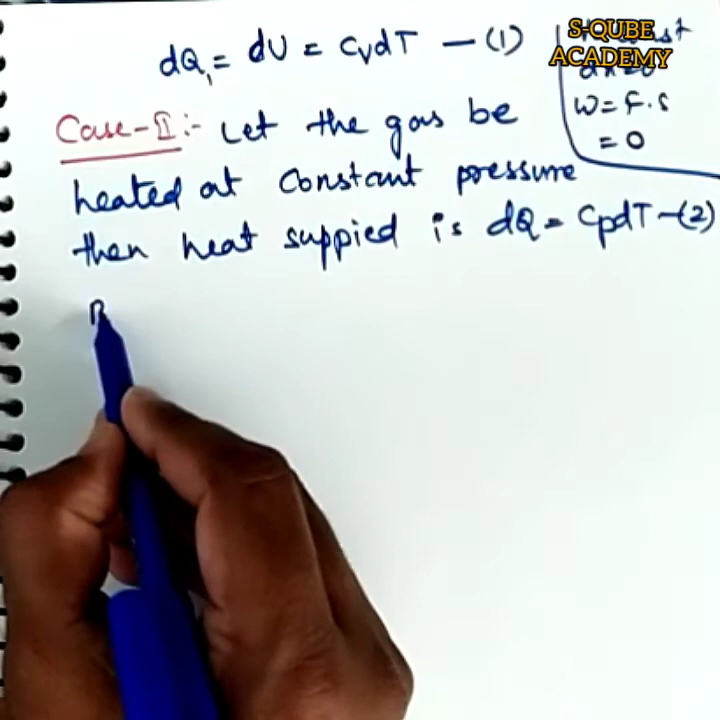 S-QUBE
ACADEMY
dQ₁ = dU = CvdT — (1)
W = F.S
= 0
Case-II:- Let the gas be
heated at Constant pressure
then heat suppied is dQ = CpdT —(2)